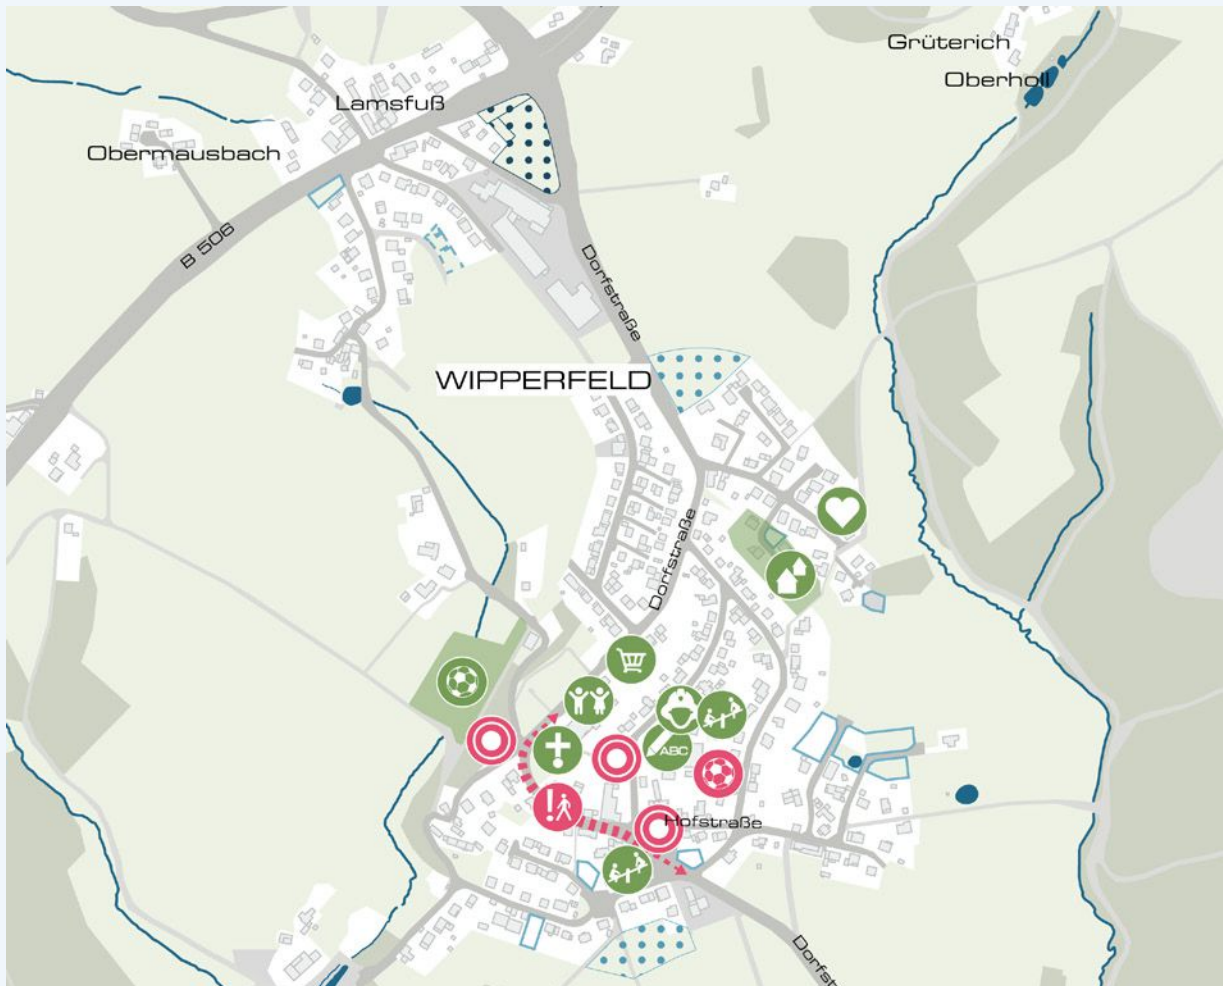 Grüterich
Oberholl
Lamsfuß
Obermausbach
B 506
Dorfstraße
WIPPERFELD
Dorfstraße
ABC
Hofstraße
Dorfst